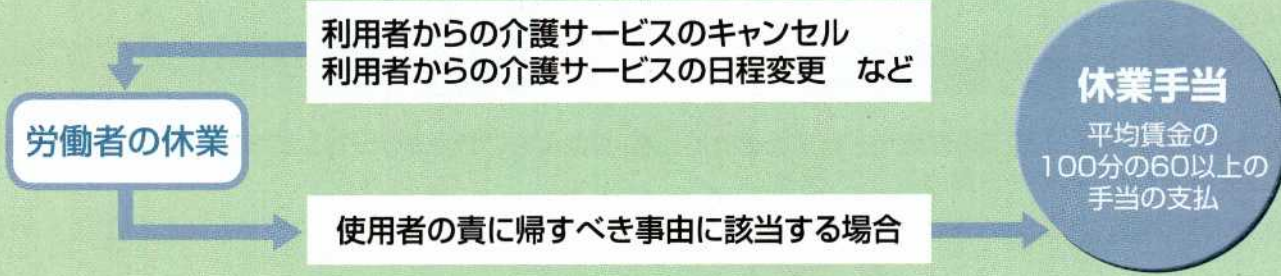 利用者からの介護サービスのキャンセル
利用者からの介護サービスの日程変更　など
労働者の休業
使用者の責に帰すべき事由に該当する場合
休業手当
平均賃金の
100分の60以上の
手当の支払